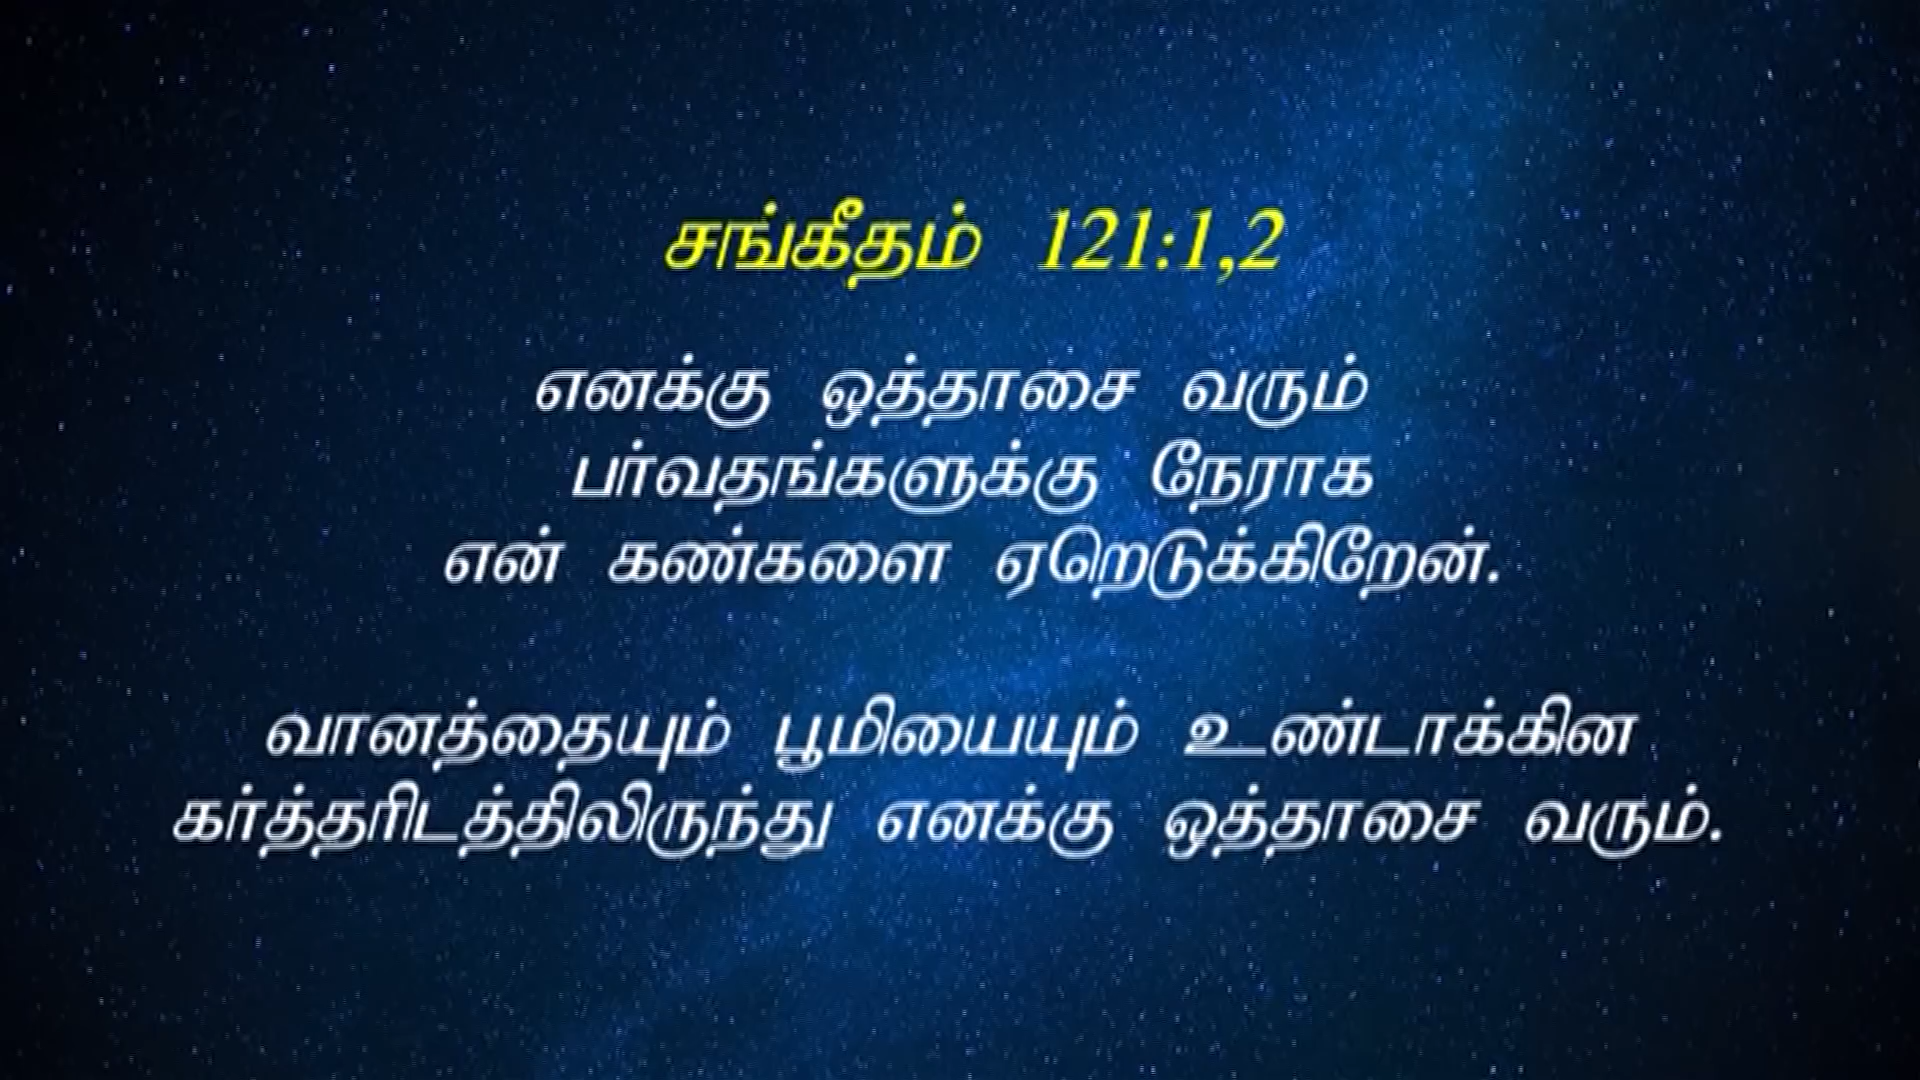 சங்கீதம் 121:1,2
எனக்கு ஒத்தாசை வரும்
பர்வதங்களுக்கு நேராக
என் கண்களை ஏறெடுக்கிறேன்.
வானத்தையும் பூமியையும் உண்டாக்கின
கர்த்தரிடத்திலிருந்து எனக்கு ஒத்தாசை வரும்.